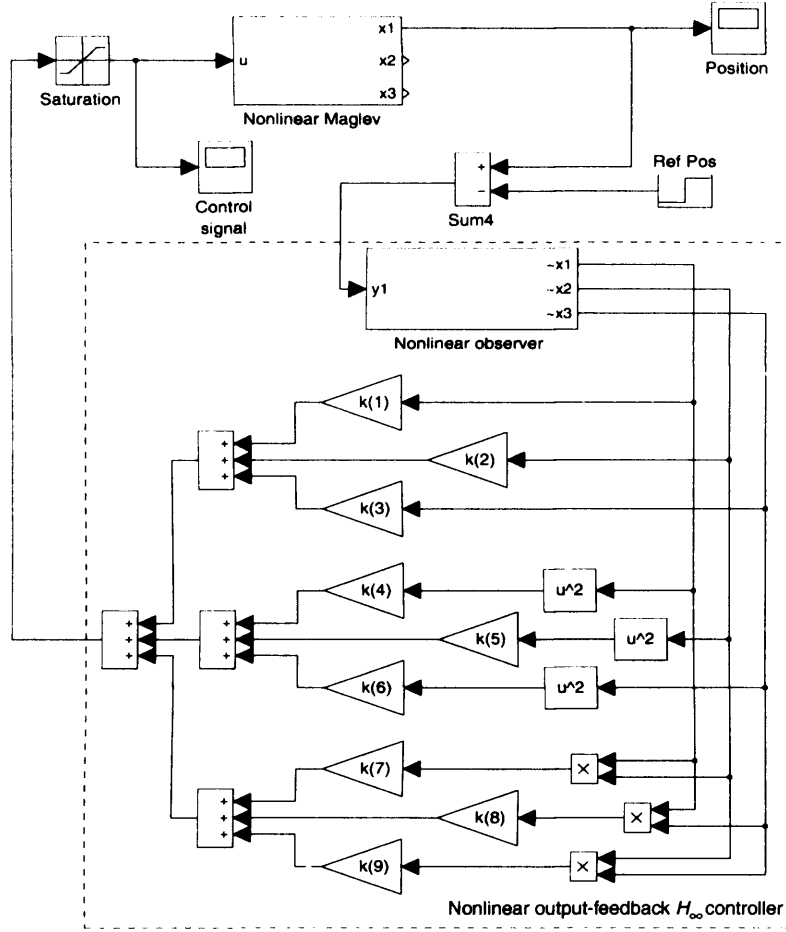 x1
u
x2
x3
Nonlinear Maglev
Saturation
Position
Control
signal
+
−
Sum4
Ref Pos
y1
~x1
~x2
~x3
Nonlinear observer
k(1)
+
+
+
k(2)
k(3)
k(4)
u^2
+
+
+
+
+
+
k(5)
u^2
k(6)
u^2
k(7)
×
+
+
+
k(8)
×
k(9)
×
Nonlinear output-feedback H∞ controller